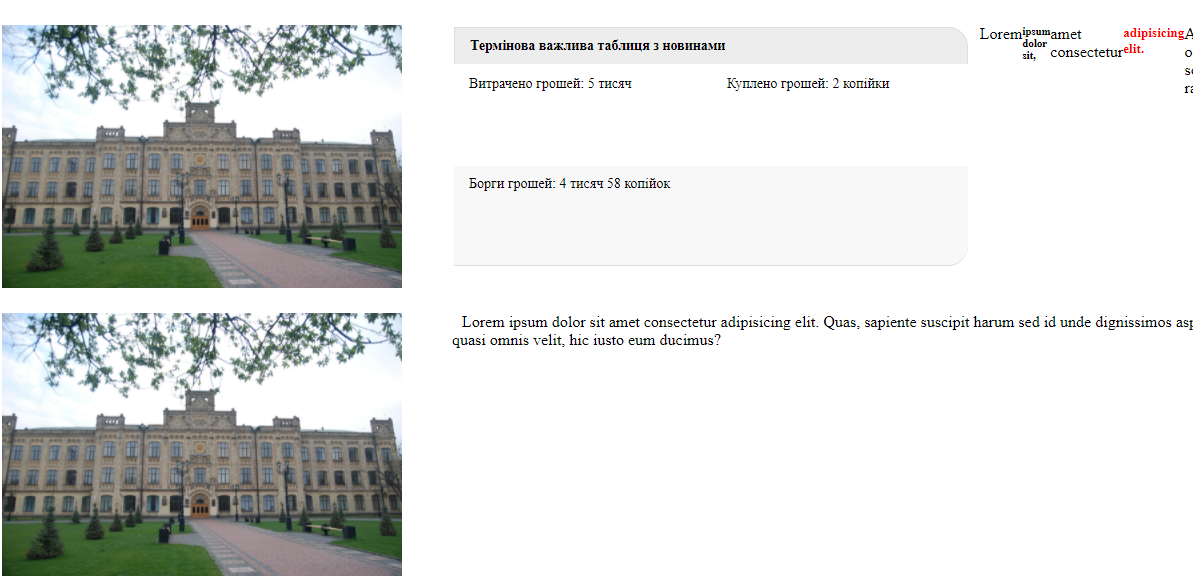 Термінова важлива таблиця з новинами
Витрачено грошей: 5 тисяч
Куплено грошей: 2 копійки
Борги грошей: 4 тисяч 58 копійок
Lorem
ipsum
dolor
sit,
amet
consectetur
adipisicing
elit.
Lorem ipsum dolor sit amet consectetur adipisicing elit. Quas, sapiente suscipit harum sed id unde dignissimos
quasi omnis velit, hic iusto eum ducimus?